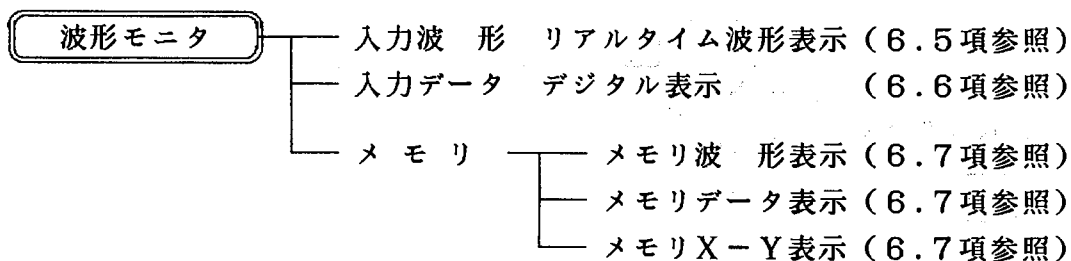 波形モニタ 入力波 形 リアルタイム波形表示(6.5項参照)
入力データ デジタル表示 (6.6項参照)
メ モ リ メモリ波 形表示(6.7項参照)
メモリデータ表示(6.7項参照)
メモリX-Y表示(6.7項参照)